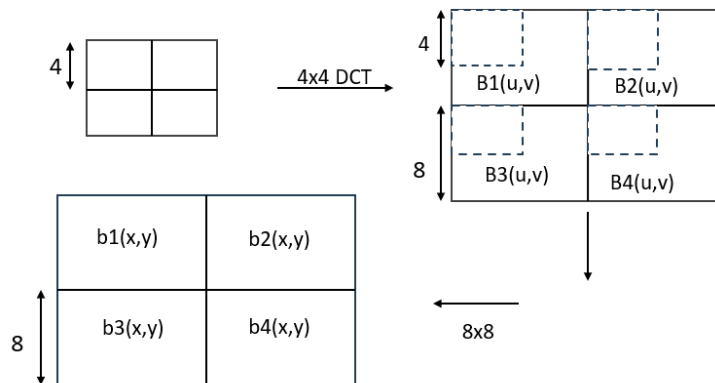 4
4x4 DCT
4
B1(u,v)
B2(u,v)
8
B3(u,v)
B4(u,v)
b1(x,y)
b2(x,y)
8
b3(x,y)
b4(x,y)
8x8